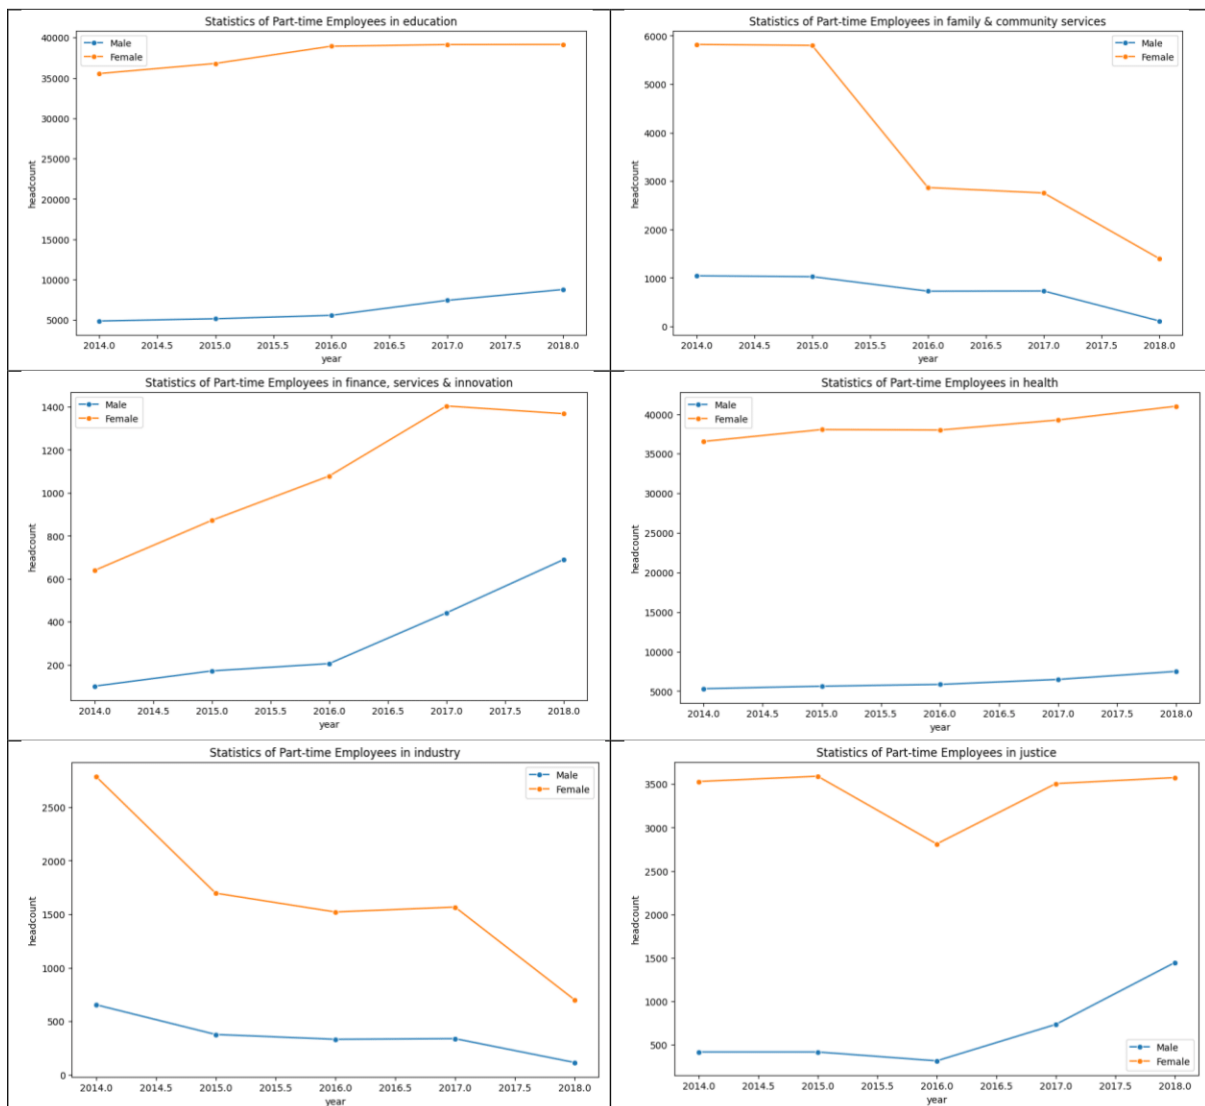 Statistics of Part-time Employees in education
Male
Female
40000
35000
30000
25000
20000
15000
10000
5000
headcount
2014.0 2014.5 2015.0 2015.5 2016.0 2016.5 2017.0 2017.5 2018.0
year
Statistics of Part-time Employees in family & community services
Male
Female
6000
5000
4000
3000
2000
1000
0
headcount
2014.0 2014.5 2015.0 2015.5 2016.0 2016.5 2017.0 2017.5 2018.0
year
Statistics of Part-time Employees in finance, services & innovation
Male
Female
1400
1200
1000
800
600
400
200
headcount
2014.0 2014.5 2015.0 2015.5 2016.0 2016.5 2017.0 2017.5 2018.0
year
Statistics of Part-time Employees in health
Male
Female
40000
35000
30000
25000
20000
15000
10000
5000
headcount
2014.0 2014.5 2015.0 2015.5 2016.0 2016.5 2017.0 2017.5 2018.0
year
Statistics of Part-time Employees in industry
Male
Female
2500
2000
1500
1000
500
0
headcount
2014.0 2014.5 2015.0 2015.5 2016.0 2016.5 2017.0 2017.5 2018.0
year
Statistics of Part-time Employees in justice
3500
3000
2500
2000
1500
1000
500
headcount
Male
Female
2014.0 2014.5 2015.0 2015.5 2016.0 2016.5 2017.0 2017.5 2018.0
year